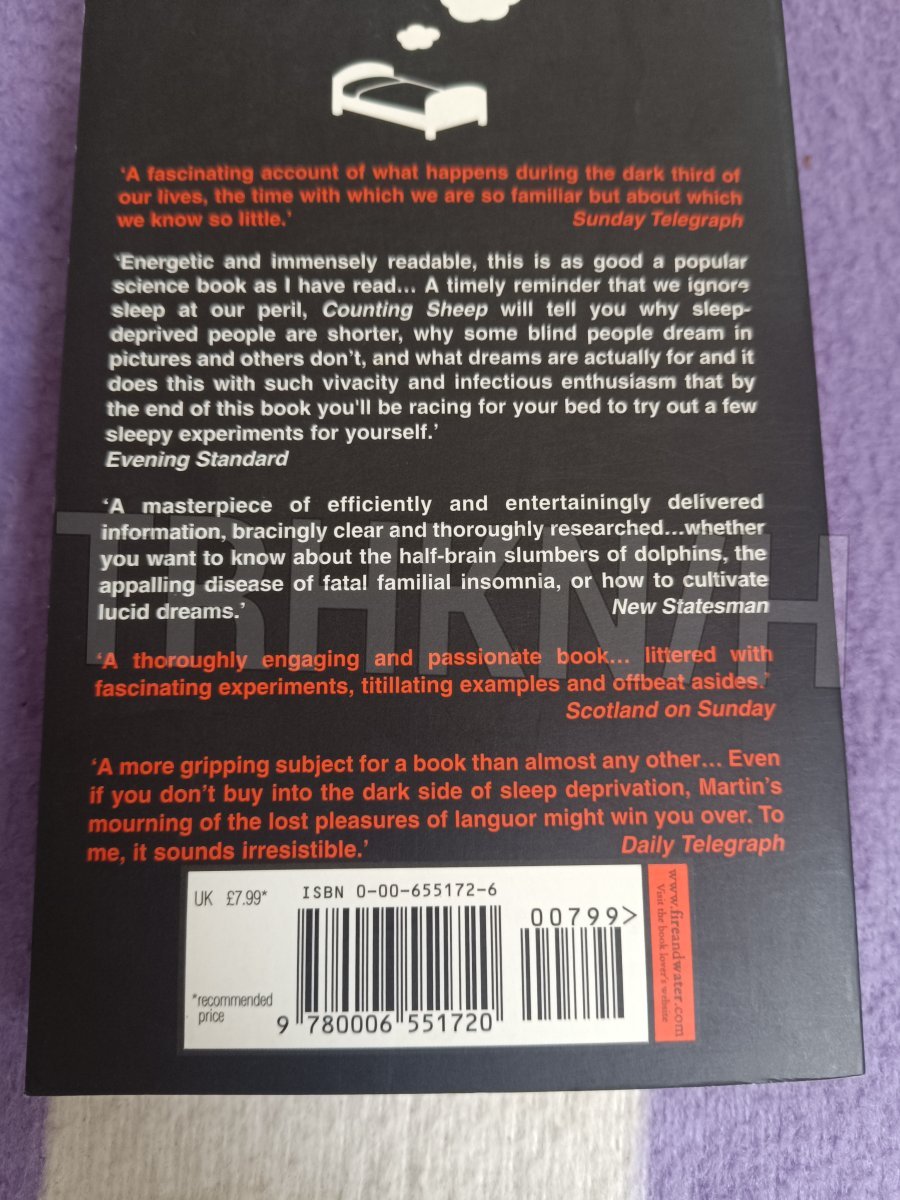 ‘A fascinating account of what happens during the dark third of
our lives, the time with which we are so familiar but about which
we know so little.’ Sunday Telegraph
‘Energetic and immensely readable, this is as good a popular
science book as I have read... A timely reminder that we ignore
sleep at our peril, Counting Sheep will tell you why sleep-
deprived people are shorter, why some blind people dream in
pictures and others don’t, and what dreams are actually for and it
does this with such vivacity and infectious enthusiasm that by
the end of this book you'll be racing for your bed to try out a few
sleepy experiments for yourself.’
Evening Standard
‘A masterpiece of efficiently and entertainingly delivered
information, bracingly clear and thoroughly researched...whether
you want to know about the half-brain slumbers of dolphins, the
appalling disease of fatal familial insomnia, or how to cultivate
lucid dreams.’ New Statesman
‘A thoroughly engaging and passionate book... littered with
fascinating experiments, titillating examples and offbeat asides.’
Scotland on Sunday
‘A more gripping subject for a book than almost any other... Even
if you don’t buy into the dark side of sleep deprivation, Martin’s
mourning of the lost pleasures of languor might win you over. To
me, it sounds irresistible.’ Daily Telegraph
UK £7.99*
ISBN 0-00-655172-6
00799>
*recommended
price
9 780006 551720
www.fireandwater.com
Visit the book lover's website